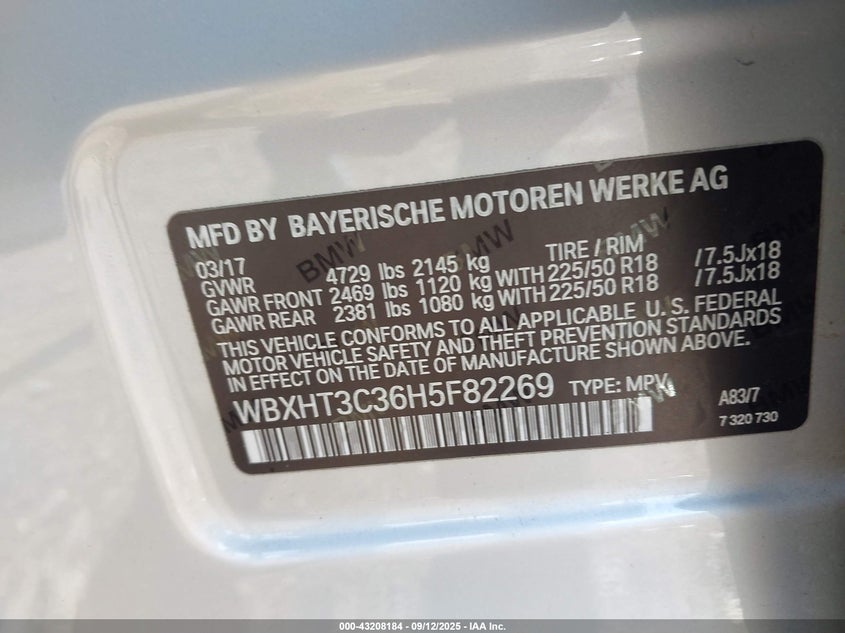 MFD BY BAYERISCHE MOTOREN WERKE AG
03/17 TIRE / RIM
GVWR 4729 lbs 2145 kg
GAWR FRONT 2469 lbs 1120 kg WITH 225/50 R18 /7.5Jx18
GAWR REAR 2381 lbs 1080 kg WITH 225/50 R18 /7.5Jx18
THIS VEHICLE CONFORMS TO ALL APPLICABLE U. S. FEDERAL
MOTOR VEHICLE SAFETY AND THEFT PREVENTION STANDARDS
IN EFFECT ON THE DATE OF MANUFACTURE SHOWN ABOVE.
WBXHT3C36H5F82269 TYPE: MPV
A83/7
7 320 730
000-43208184 - 09/12/2025 - IAA Inc.